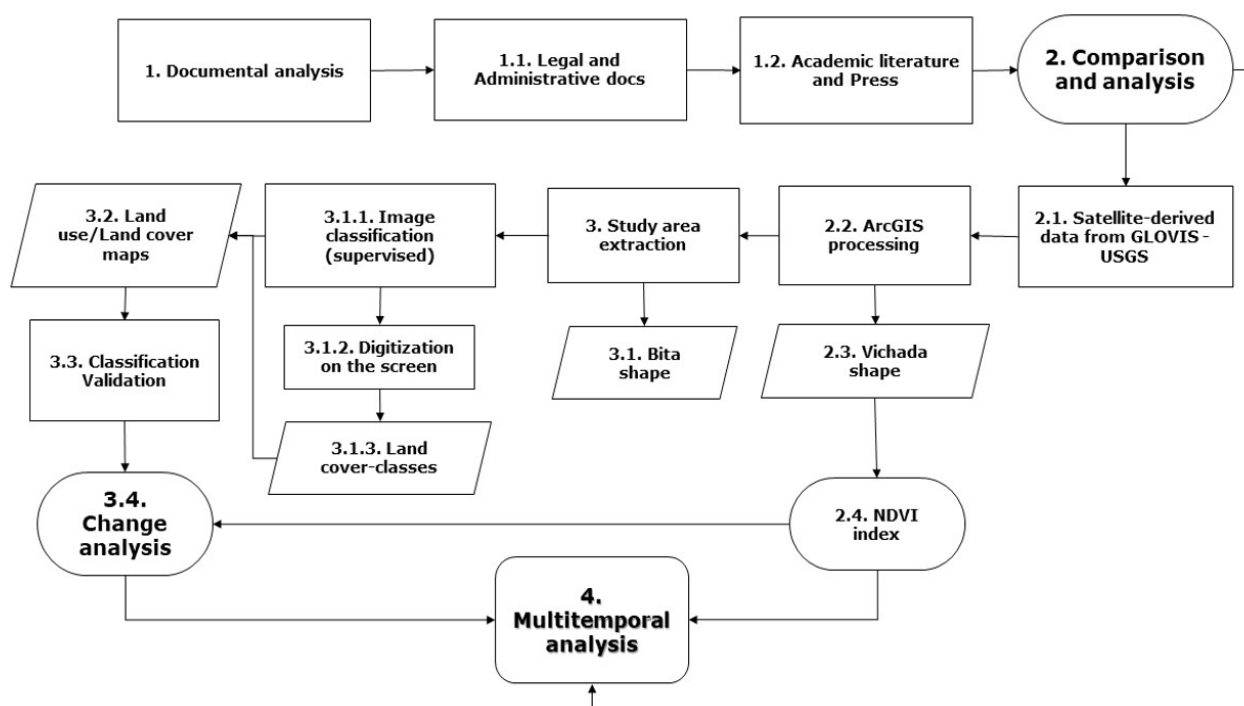 1. Documental analysis
1.1. Legal and
Administrative docs
1.2. Academic literature
and Press
2. Comparison
and analysis
3.2. Land
use/Land cover
maps
3.1.1. Image
classification
(supervised)
3. Study area
extraction
2.2. ArcGIS
processing
2.1. Satellite-derived
data from GLOVIS -
USGS
3.3. Classification
Validation
3.1.2. Digitization
on the screen
3.1. Bita
shape
2.3. Vichada
shape
3.1.3. Land
cover-classes
3.4.
Change
analysis
2.4. NDVI
index
4.
Multitemporal
analysis